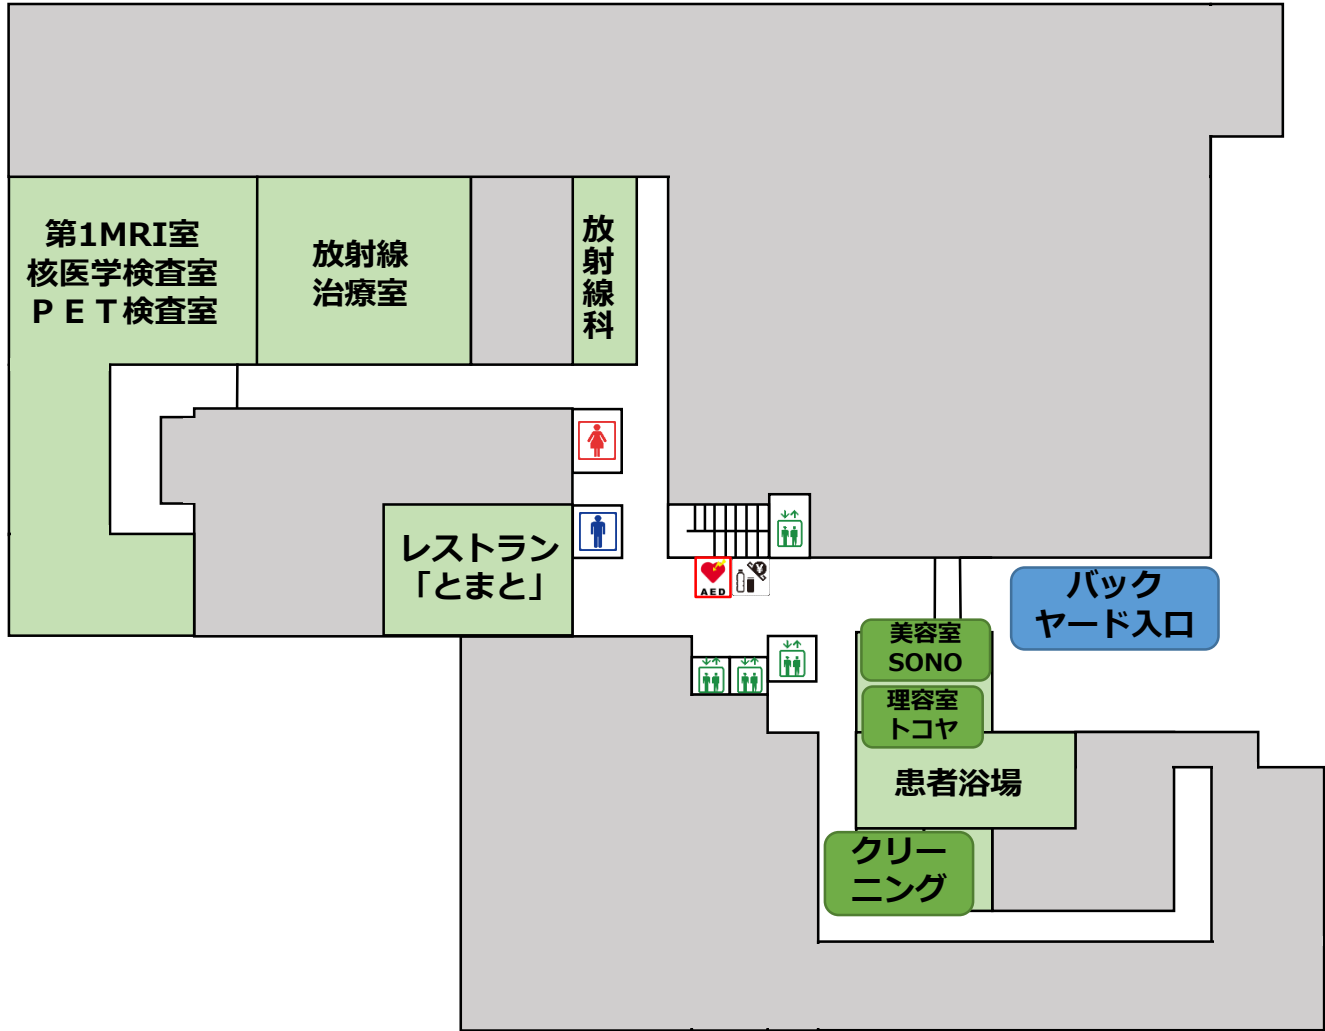 第1MRI室
核医学検査室
ＰＥＴ検査室
放射線
治療室
放射線科
レストラン
「とまと」
AED
¥
バック
ヤード入口
美容室
SONO
理容室
トコヤ
患者浴場
クリー
ニング